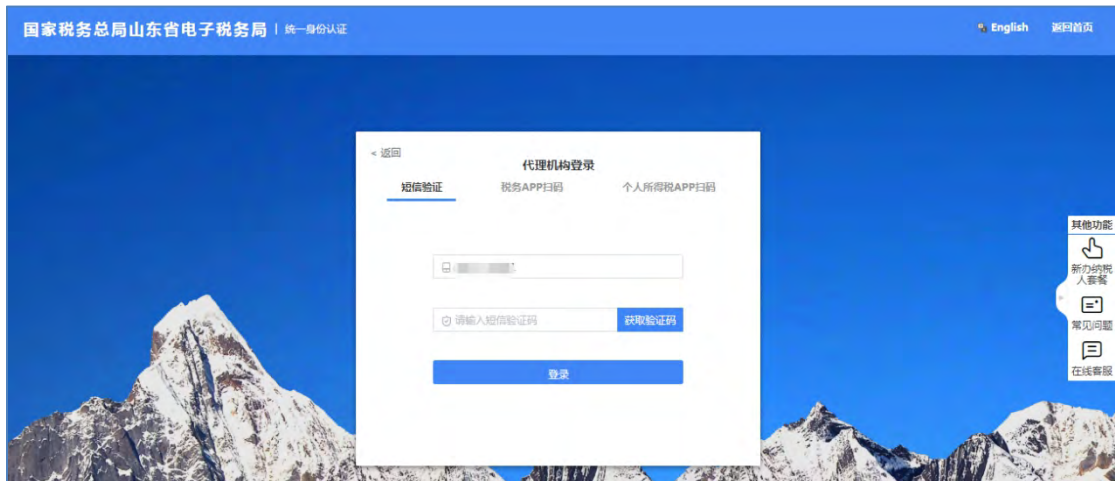 国家税务总局山东省电子税务局 | 统一身份认证
English 返回首页
< 返回
代理机构登录
短信验证 税务APP扫码 个人所得税APP扫码
请输入短信验证码 获取验证码
登录
其他功能
新办纳税
人套餐
常见问题
在线客服